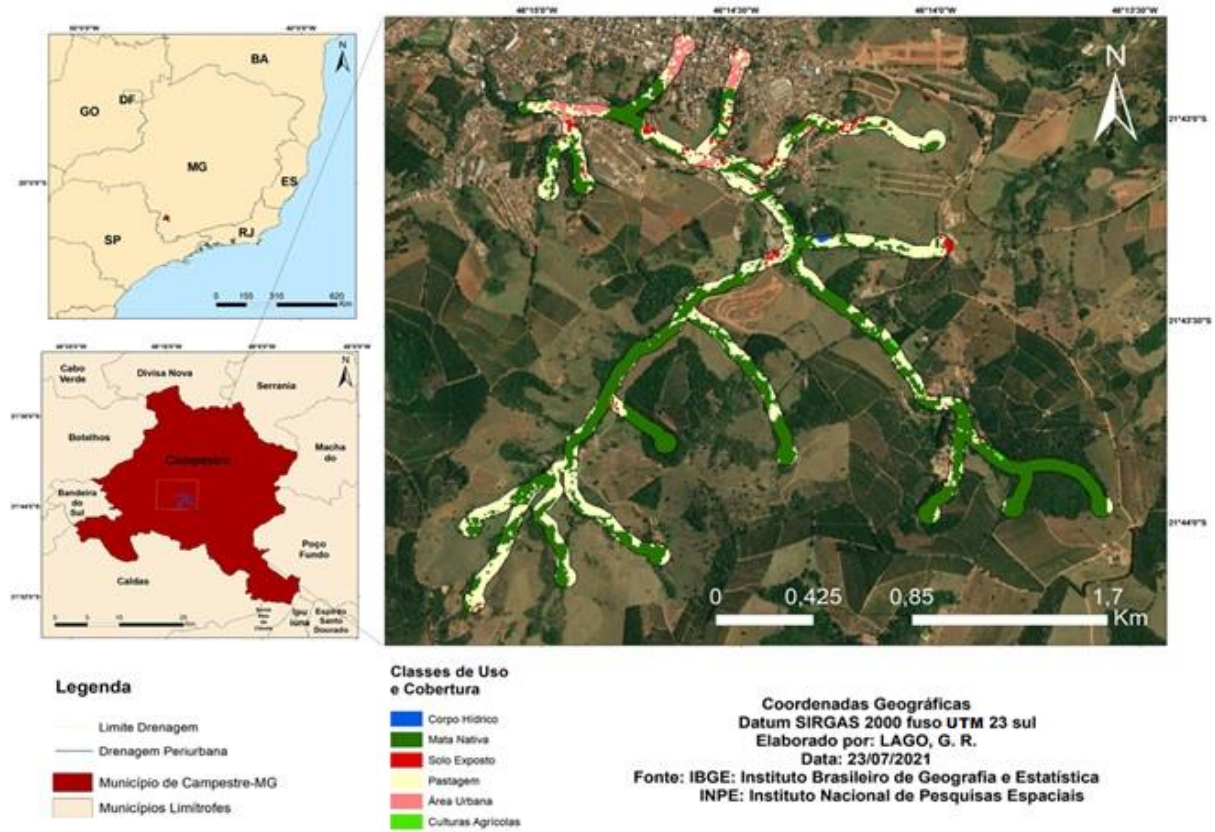 46°15'0"W
46°14'30"W
46°14'0"W
46°13'30"W
N
BA
GO
DF
MG
ES
SP
RJ
0 155 310 620
Km
21°43'0"S
21°43'30"S
21°44'0"S
N
Cabo
Verde
Divisa Nova
Serrania
Botelhos
Macha
do
Campestre
Bandeira
do
Sul
Poço
Fundo
Caldas
Espírito
Santo
Dourado
0 5 10 20
Km
N
0 0,425 0,85 1,7
Km
Legenda
Limite Drenagem
Drenagem Periurbana
Município de Campestre-MG
Municípios Limítrofes
Classes de Uso
e Cobertura
Corpo Hídrico
Mata Nativa
Solo Exposto
Pastagem
Área Urbana
Culturas Agrícolas
Coordenadas Geográficas
Datum SIRGAS 2000 fuso UTM 23 sul
Elaborado por: LAGO, G. R.
Data: 23/07/2021
Fonte: IBGE: Instituto Brasileiro de Geografia e Estatística
INPE: Instituto Nacional de Pesquisas Espaciais